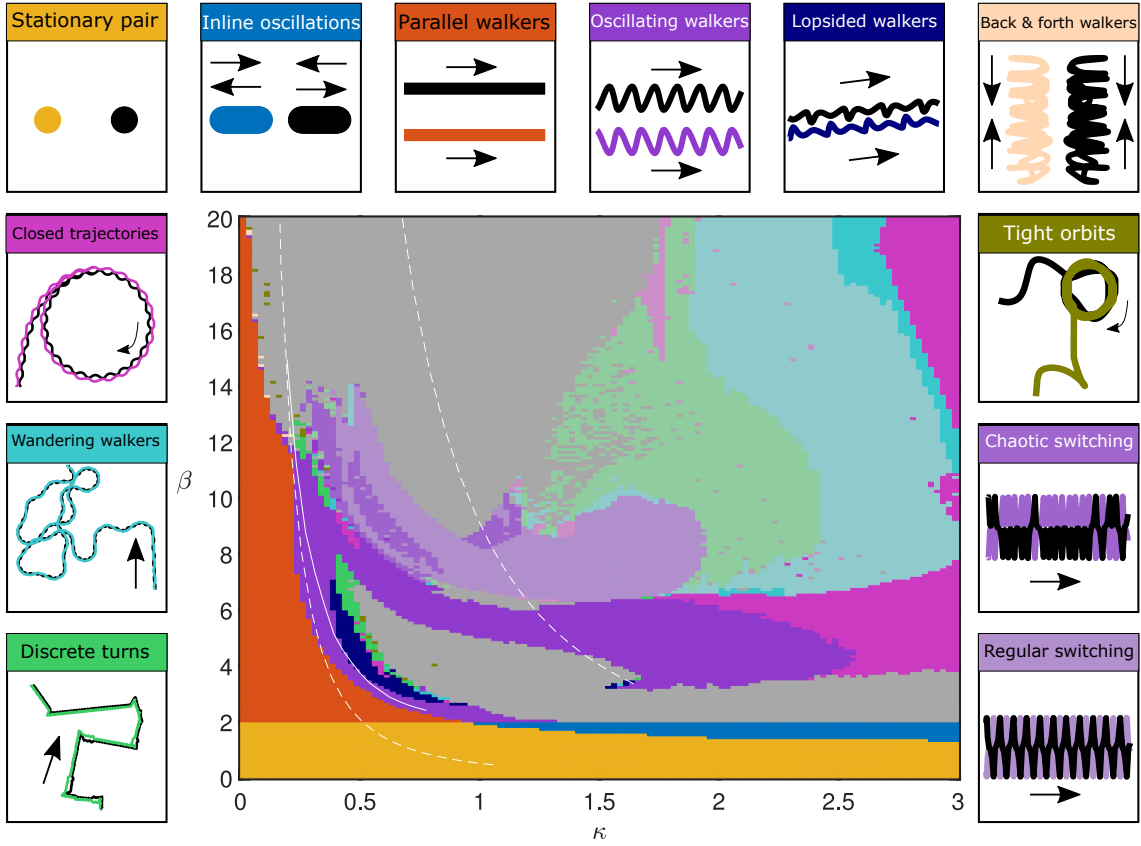 Stationary pair
Inline oscillations
Parallel walkers
Oscillating walkers
Lopsided walkers
Back & forth walkers
Closed trajectories
Wandering walkers
Discrete turns
Tight orbits
Chaotic switching
Regular switching
20
18
16
14
12
10
8
6
4
2
0
β
0
0.5
1
1.5
2
2.5
3
κ